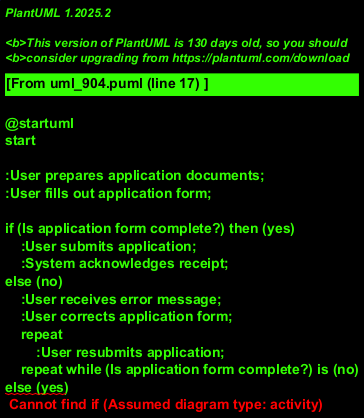 PlantUML 1.2025.2
<b>This version of PlantUML is 130 days old, so you should
<b>consider upgrading from https://plantuml.com/download
[From uml_904.puml (line 17) ]
@startuml
start
:User prepares application documents;
:User fills out application form;
if (Is application form complete?) then (yes)
:User submits application;
:System acknowledges receipt;
else (no)
:User receives error message;
:User corrects application form;
repeat
:User resubmits application;
repeat while (Is application form complete?) is (no)
else (yes)
Cannot find if (Assumed diagram type: activity)